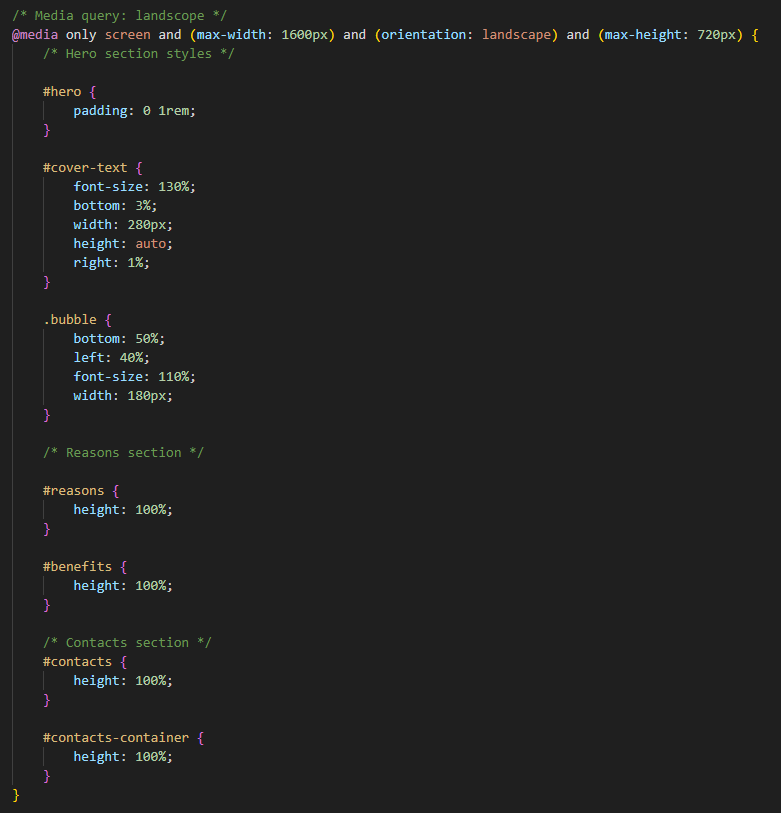 /* Media query: landscope */
@media only screen and (max-width: 1600px) and (orientation: landscape) and (max-height: 720px) {
/* Hero section styles */
#hero {
padding: 0 1rem;
}
#cover-text {
font-size: 130%;
bottom: 3%;
width: 280px;
height: auto;
right: 1%;
}
.bubble {
bottom: 50%;
left: 40%;
font-size: 110%;
width: 180px;
}
/* Reasons section */
#reasons {
height: 100%;
}
#benefits {
height: 100%;
}
/* Contacts section */
#contacts {
height: 100%;
}
#contacts-container {
height: 100%;
}
}